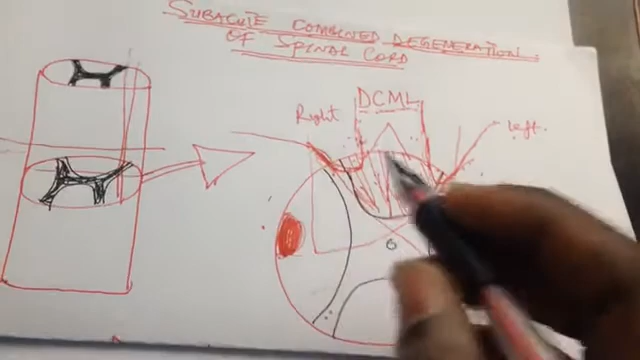 SUBACUTE COMBINED DEGENERATION
OF SPINAL CORD
DCML
Right
Left